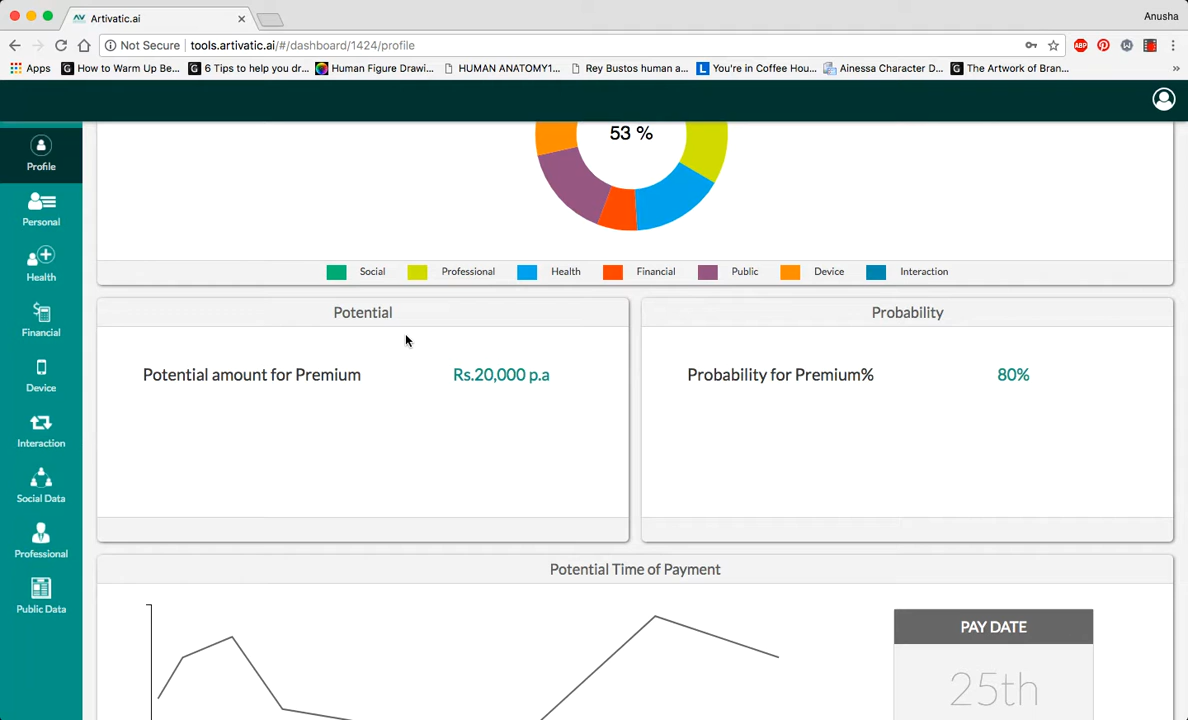 Artivatic.ai
Anusha
Not Secure tools.artivatic.ai/#/dashboard/1424/profile
ABP
Apps
How to Warm Up Be...
6 Tips to help you dr...
Human Figure Drawi...
HUMAN ANATOMY1...
Rey Bustos human a...
You're in Coffee Hou...
Ainessa Character D...
The Artwork of Bran...
»
Profile
Personal
Health
Financial
Device
Interaction
Social Data
Professional
Public Data
53 %
Social
Professional
Health
Financial
Public
Device
Interaction
Potential
Potential amount for Premium Rs.20,000 p.a
Probability
Probability for Premium% 80%
Potential Time of Payment
PAY DATE
25th